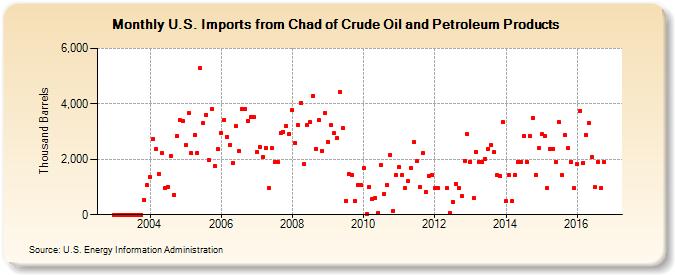 Monthly U.S. Imports from Chad of Crude Oil and Petroleum Products
Thousand Barrels
6,000
4,000
2,000
0
2004 2006 2008 2010 2012 2014 2016
Source: U.S. Energy Information Administration